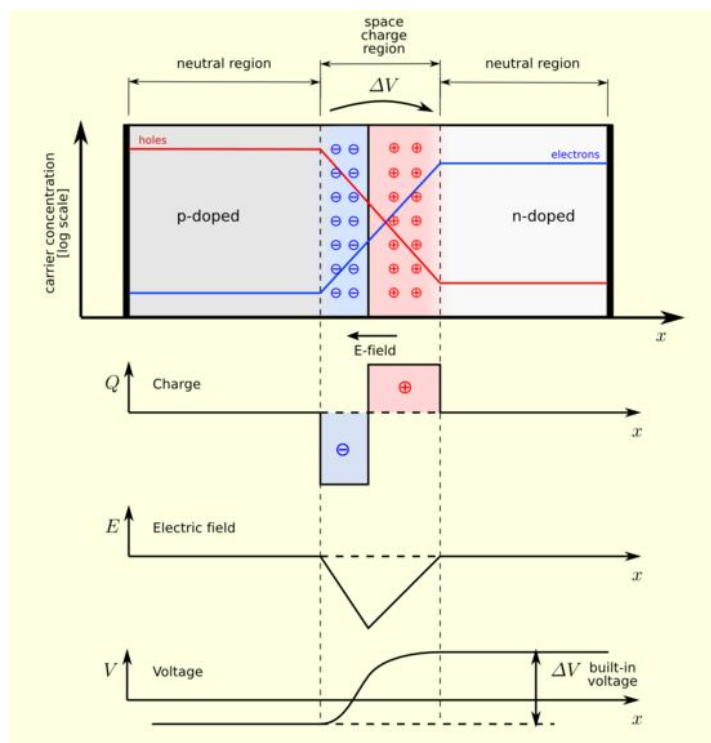 space
charge
region
neutral region
neutral region
ΔV
holes
electrons
p-doped
n-doped
carrier concentration
[log scale]
x
E-field
Q
Charge
x
E
Electric field
x
V
Voltage
ΔV
built-in
voltage
x